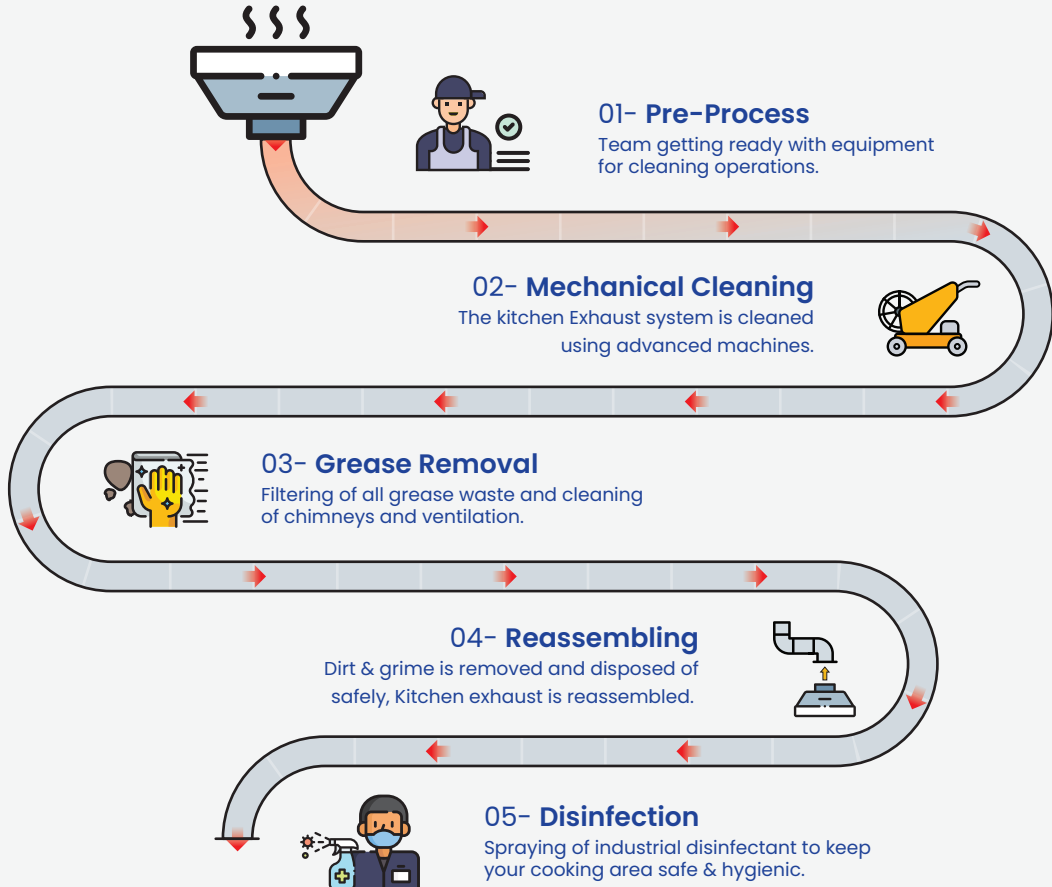 01- Pre-Process
Team getting ready with equipment
for cleaning operations.
02- Mechanical Cleaning
The kitchen Exhaust system is cleaned
using advanced machines.
03- Grease Removal
Filtering of all grease waste and cleaning
of chimneys and ventilation.
04- Reassembling
Dirt & grime is removed and disposed of
safely, Kitchen exhaust is reassembled.
05- Disinfection
Spraying of industrial disinfectant to keep
your cooking area safe & hygienic.